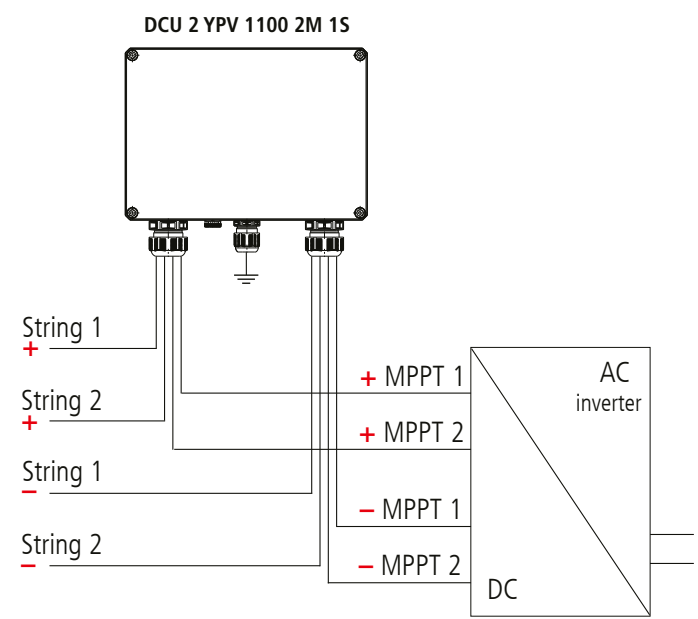 DCU 2 YPV 1100 2M 1S
String 1
+
String 2
+
String 1
–
String 2
–
+ MPPT 1
+ MPPT 2
– MPPT 1
– MPPT 2
AC
inverter
DC